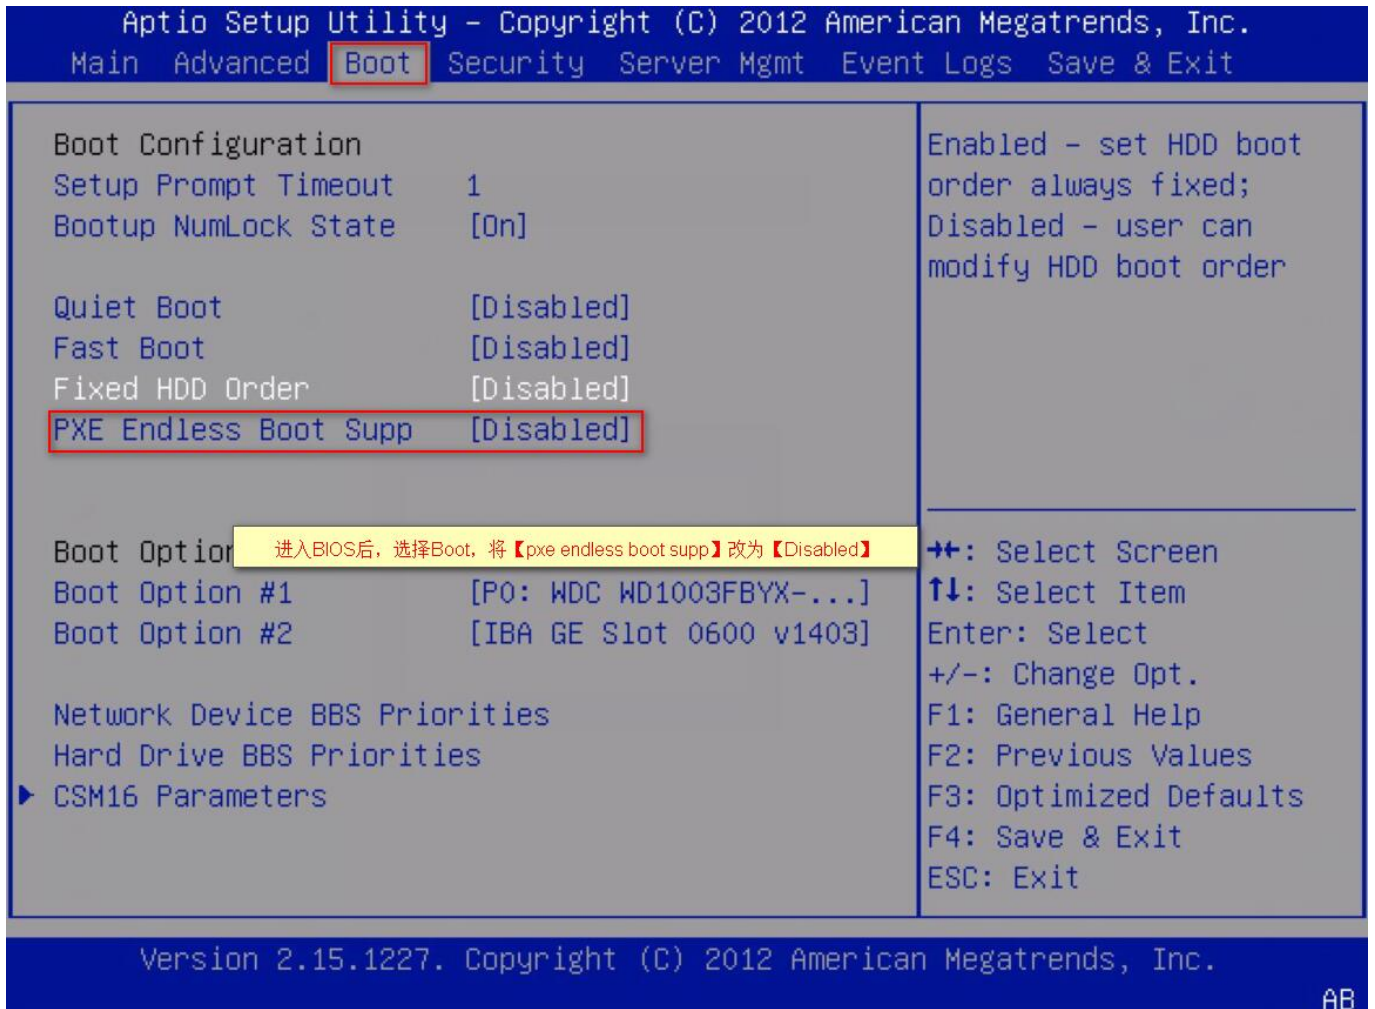 Aptio Setup Utility – Copyright (C) 2012 American Megatrends, Inc.
Main Advanced Boot Security Server Mgmt Event Logs Save & Exit
Boot Configuration
Setup Prompt Timeout 1
Bootup NumLock State [On]
Quiet Boot [Disabled]
Fast Boot [Disabled]
Fixed HDD Order [Disabled]
PXE Endless Boot Supp [Disabled]
进入BIOS后，选择Boot，将【pxe endless boot supp】改为【Disabled】
Boot Option
Boot Option #1 [P0: WDC WD1003FBYX-...]
Boot Option #2 [IBA GE Slot 0600 v1403]
Network Device BBS Priorities
Hard Drive BBS Priorities
CSM16 Parameters
Enabled – set HDD boot
order always fixed;
Disabled – user can
modify HDD boot order
→←: Select Screen
↑↓: Select Item
Enter: Select
+/-: Change Opt.
F1: General Help
F2: Previous Values
F3: Optimized Defaults
F4: Save & Exit
ESC: Exit
Version 2.15.1227. Copyright (C) 2012 American Megatrends, Inc.
AB